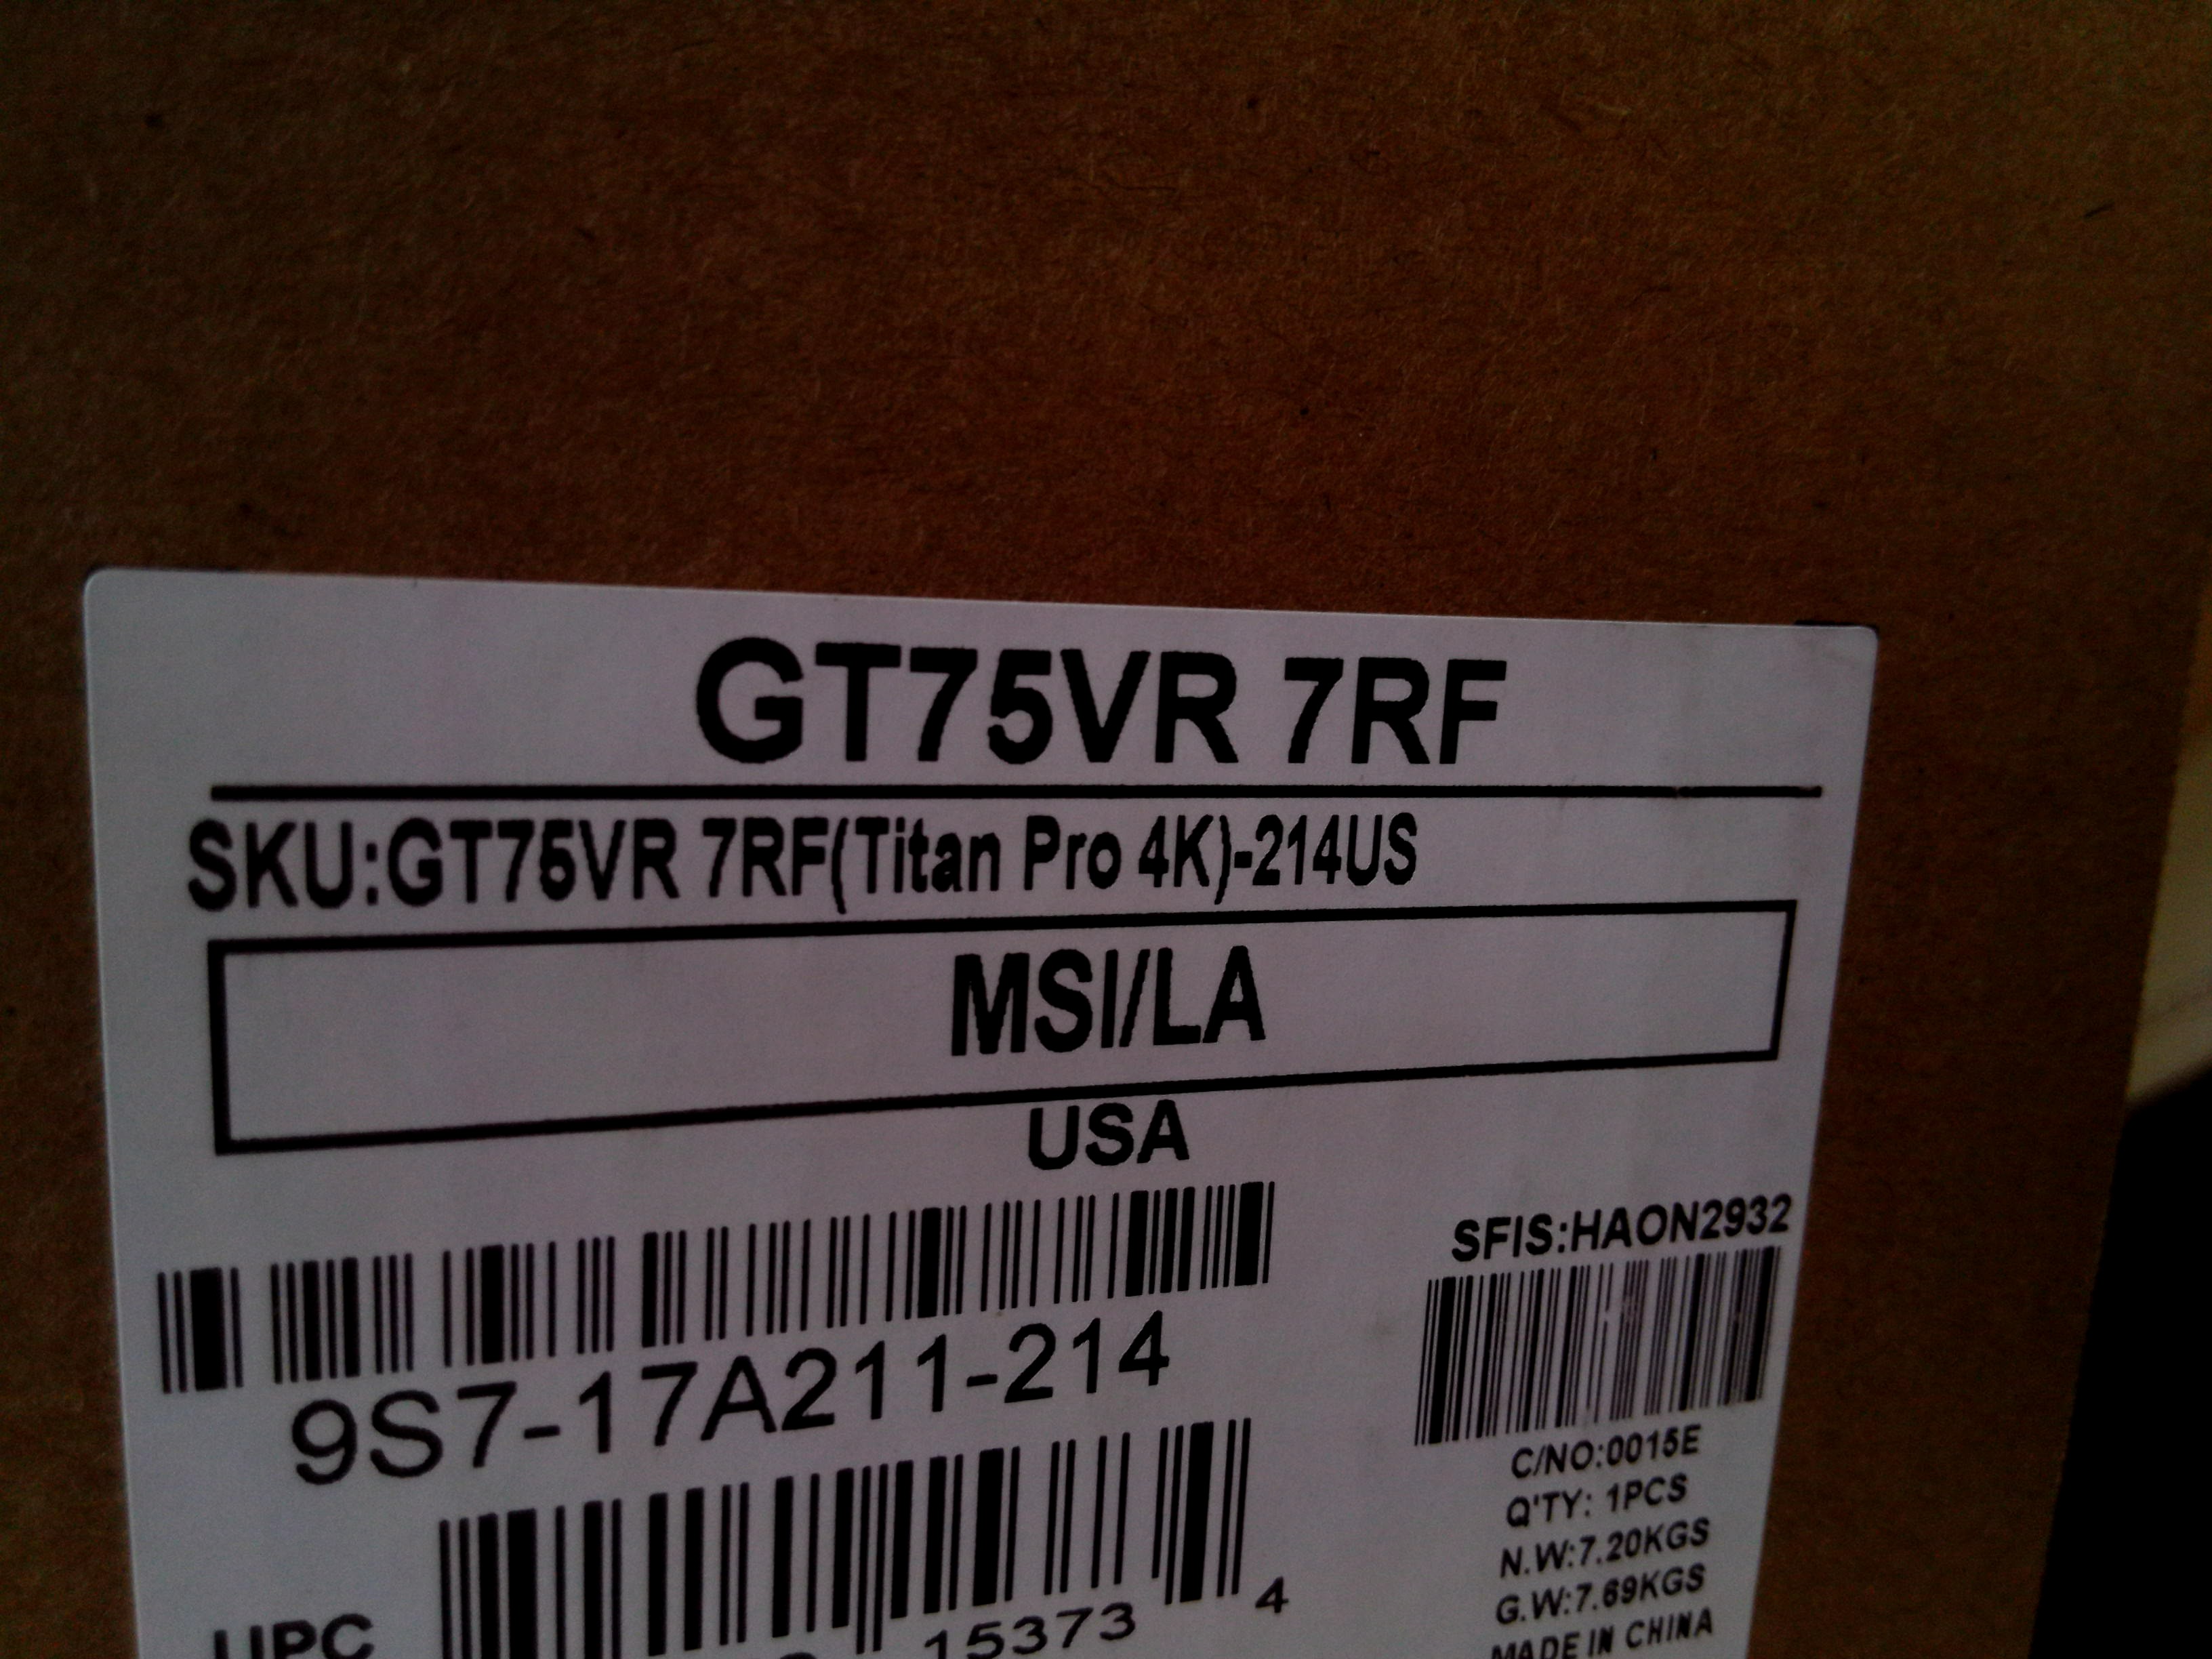 GT75VR 7RF
SKU:GT75VR 7RF(Titan Pro 4K)-214US
MSI/LA
USA
SFIS:HAON2932
9S7-17A211-214
C/NO:0015E
Q'TY: 1PCS
N.W:7.20KGS
G.W:7.69KGS
MADE IN CHINA
UPC
15373 4